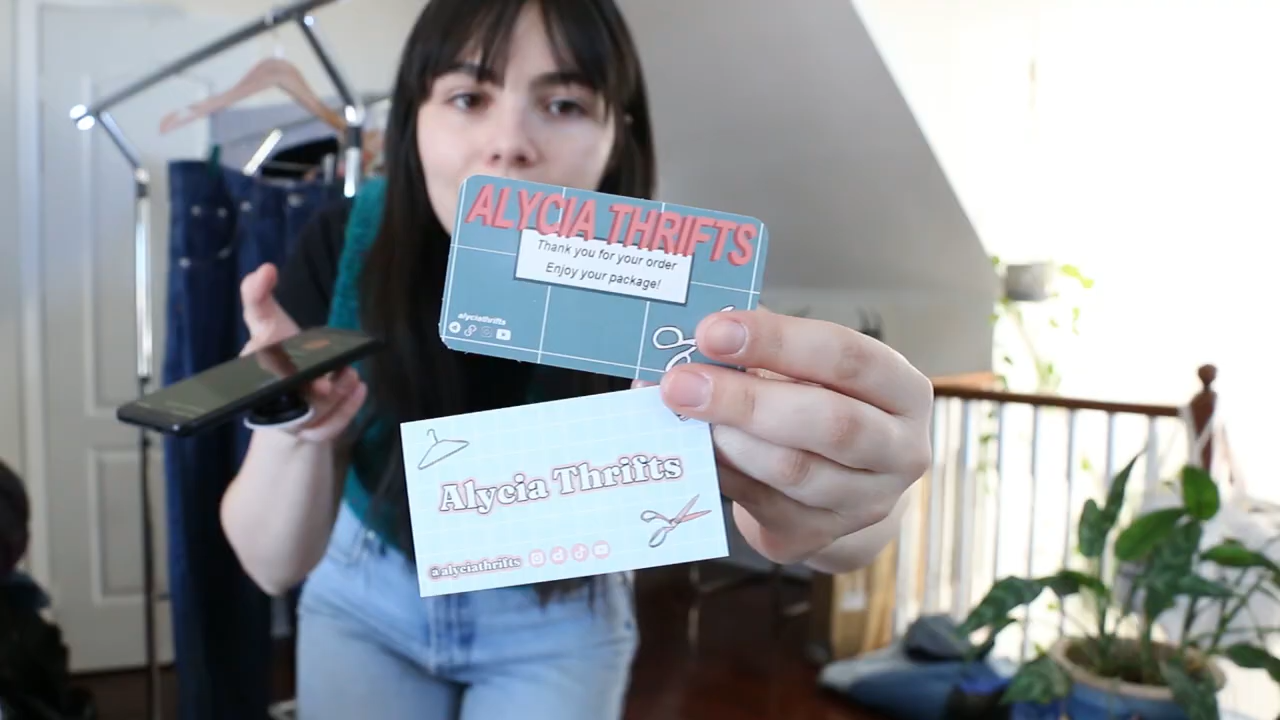 ALYCIA THRIFTS
Thank you for your order
Enjoy your package!
alyciathrifts
Alycia Thrifts
@alyciathrifts